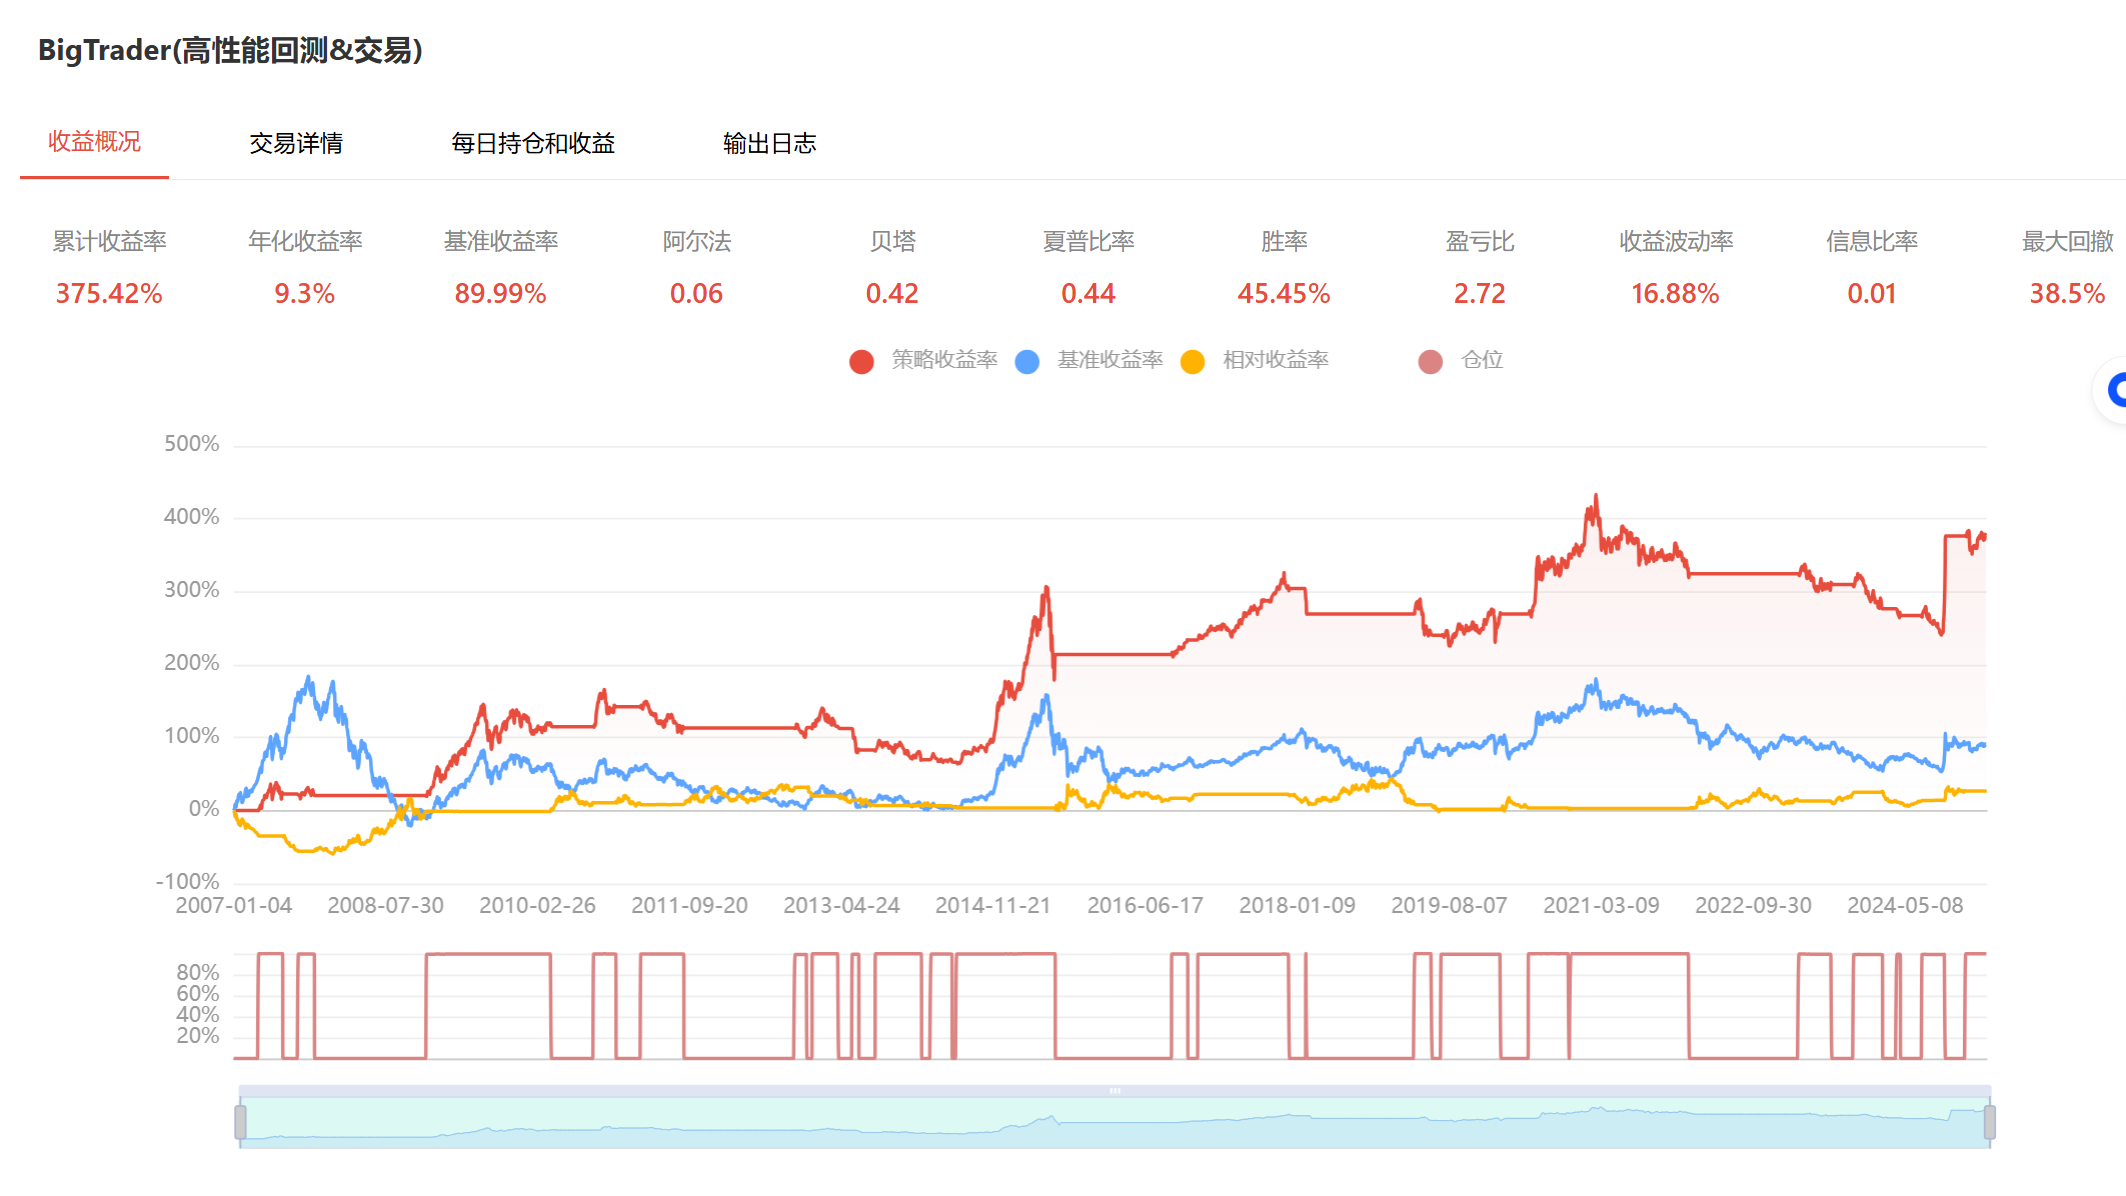 BigTrader(高性能回测&交易)
收益概况 交易详情 每日持仓和收益 输出日志
累计收益率 年化收益率 基准收益率 阿尔法 贝塔 夏普比率 胜率 盈亏比 收益波动率 信息比率 最大回撤
375.42% 9.3% 89.99% 0.06 0.42 0.44 45.45% 2.72 16.88% 0.01 38.5%
策略收益率 基准收益率 相对收益率 仓位
500%
400%
300%
200%
100%
0%
-100%
2007-01-04 2008-07-30 2010-02-26 2011-09-20 2013-04-24 2014-11-21 2016-06-17 2018-01-09 2019-08-07 2021-03-09 2022-09-30 2024-05-08
80%
60%
40%
20%